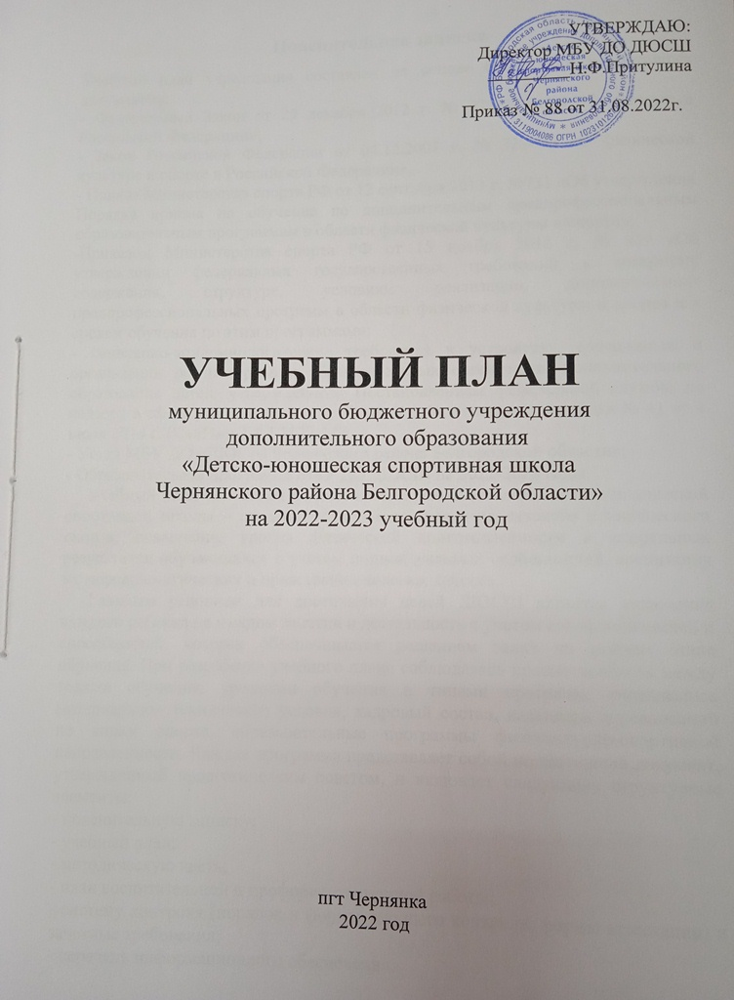 УТВЕРЖДАЮ:
Директор МБУ ДО ДЮСШ
Н.Ф.Притулина
Приказ № 88 от 31.08.2022г.
УЧЕБНЫЙ ПЛАН
муниципального бюджетного учреждения
дополнительного образования
«Детско-юношеская спортивная школа
Чернянского района Белгородской области»
на 2022-2023 учебный год
пгт Чернянка
2022 год